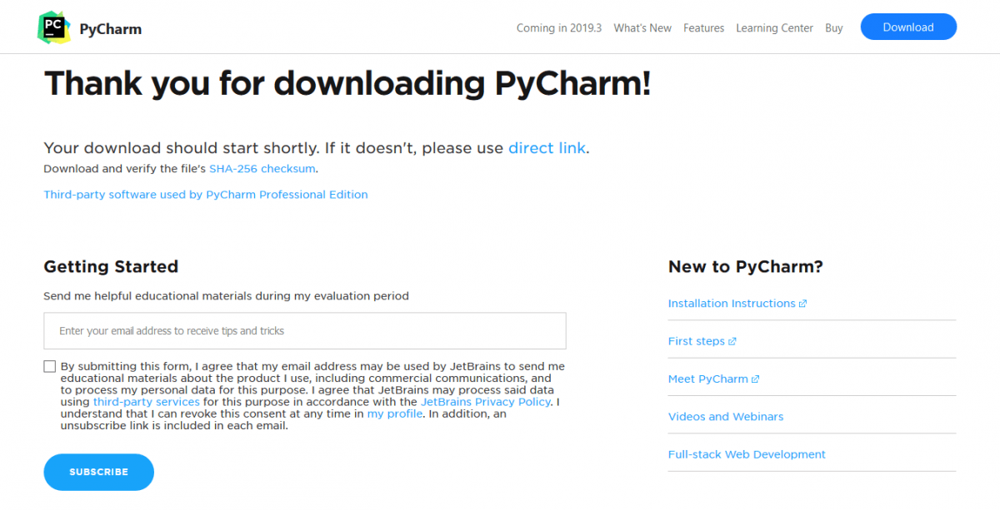 PC
PyCharm
Coming in 2019.3 What's New Features Learning Center Buy Download
Thank you for downloading PyCharm!
Your download should start shortly. If it doesn't, please use direct link.
Download and verify the file's SHA-256 checksum.
Third-party software used by PyCharm Professional Edition
Getting Started
Send me helpful educational materials during my evaluation period
Enter your email address to receive tips and tricks
By submitting this form, I agree that my email address may be used by JetBrains to send me
educational materials about the product I use, including commercial communications, and
to process my personal data for this purpose. I agree that JetBrains may process said data
using third-party services for this purpose in accordance with the JetBrains Privacy Policy. I
understand that I can revoke this consent at any time in my profile. In addition, an
unsubscribe link is included in each email.
SUBSCRIBE
New to PyCharm?
Installation Instructions
First steps
Meet PyCharm
Videos and Webinars
Full-stack Web Development